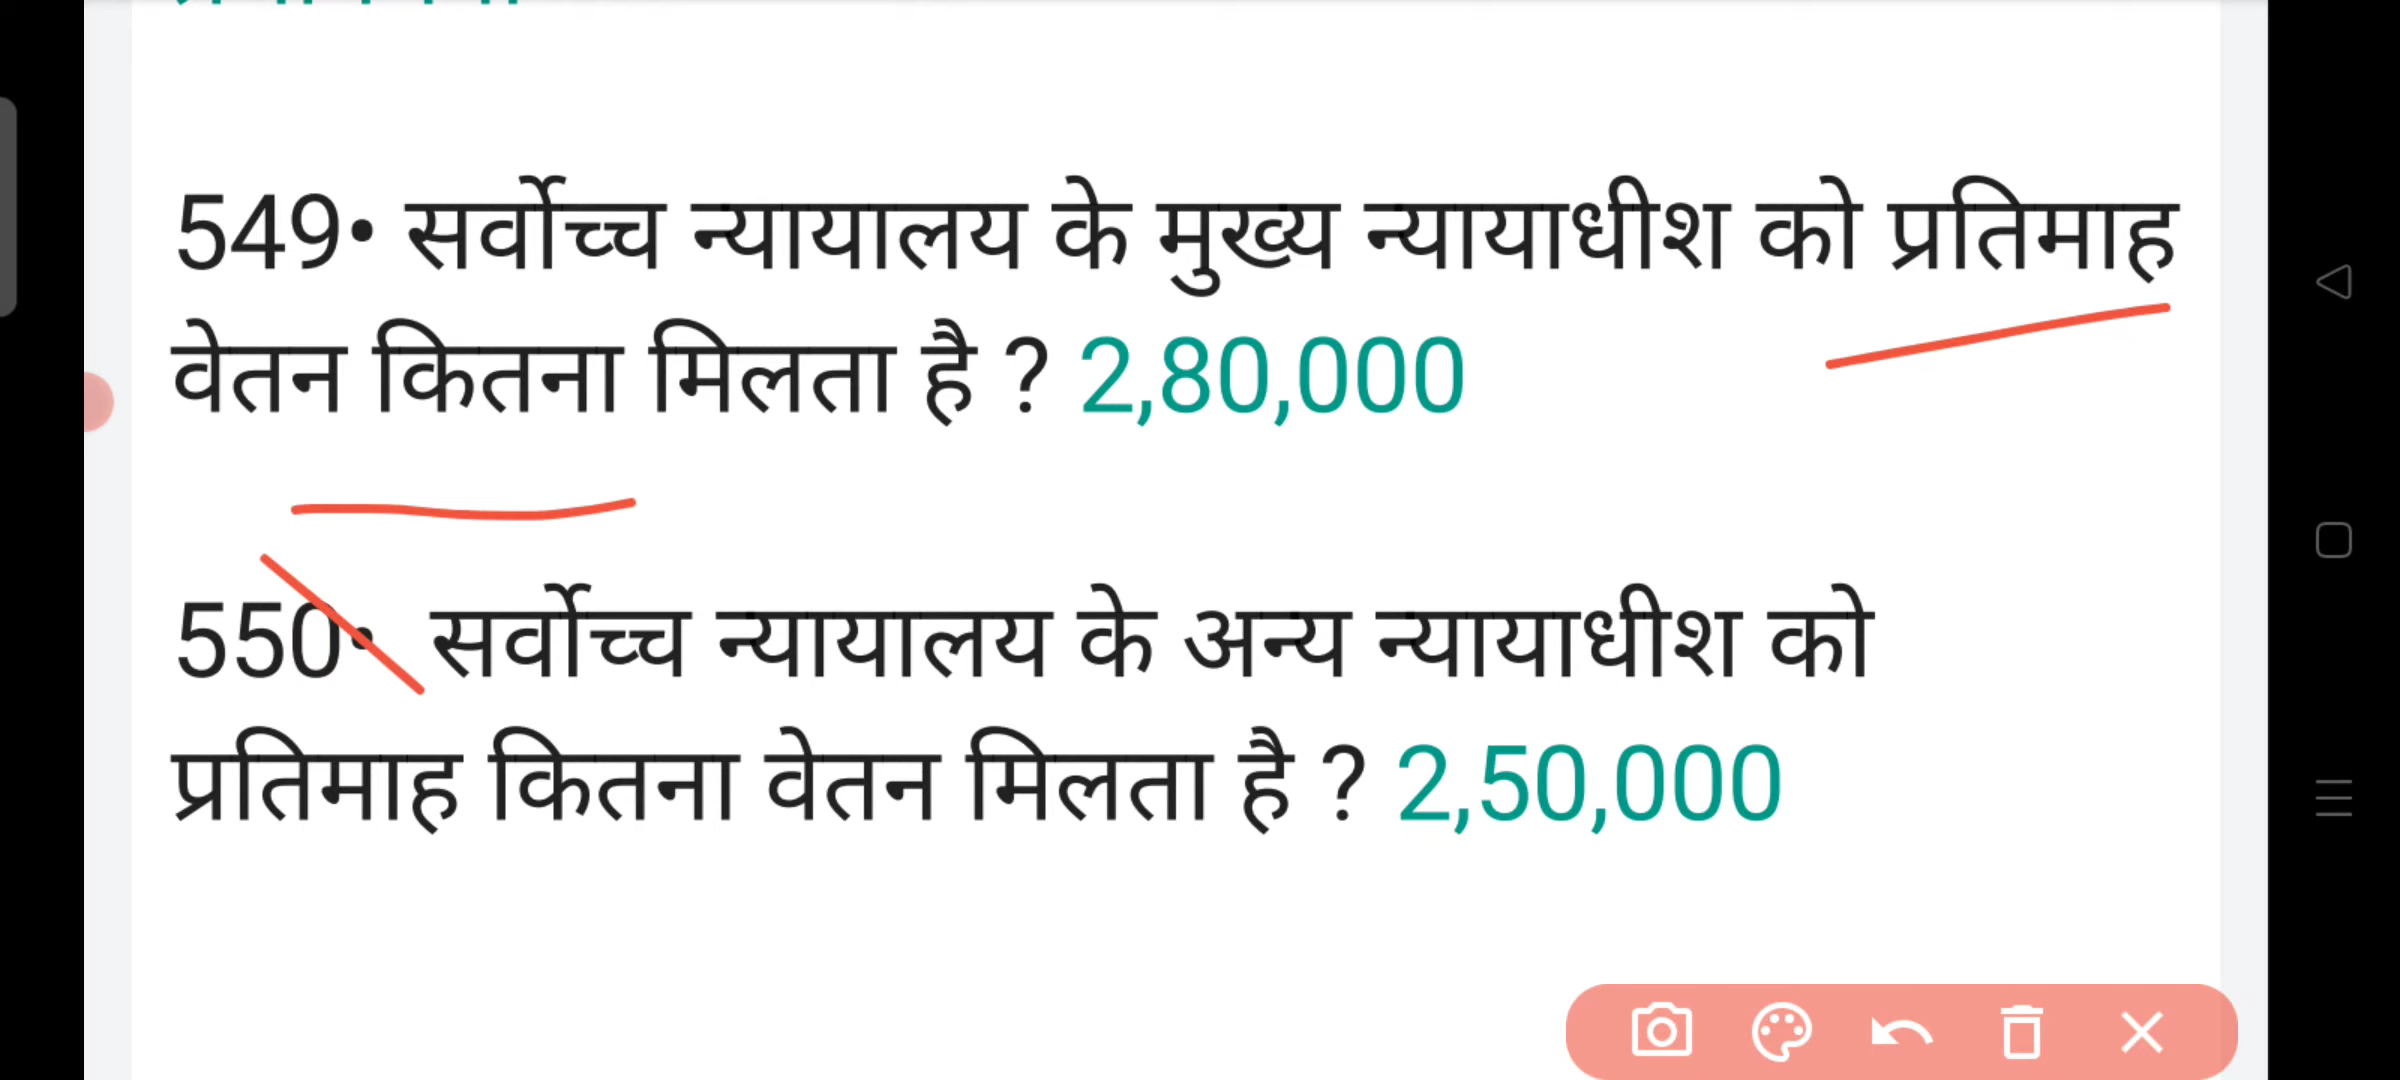 549• सर्वोच्च न्यायालय के मुख्य न्यायाधीश को प्रतिमाह
वेतन कितना मिलता है ? 2,80,000
550• सर्वोच्च न्यायालय के अन्य न्यायाधीश को
प्रतिमाह कितना वेतन मिलता है ? 2,50,000